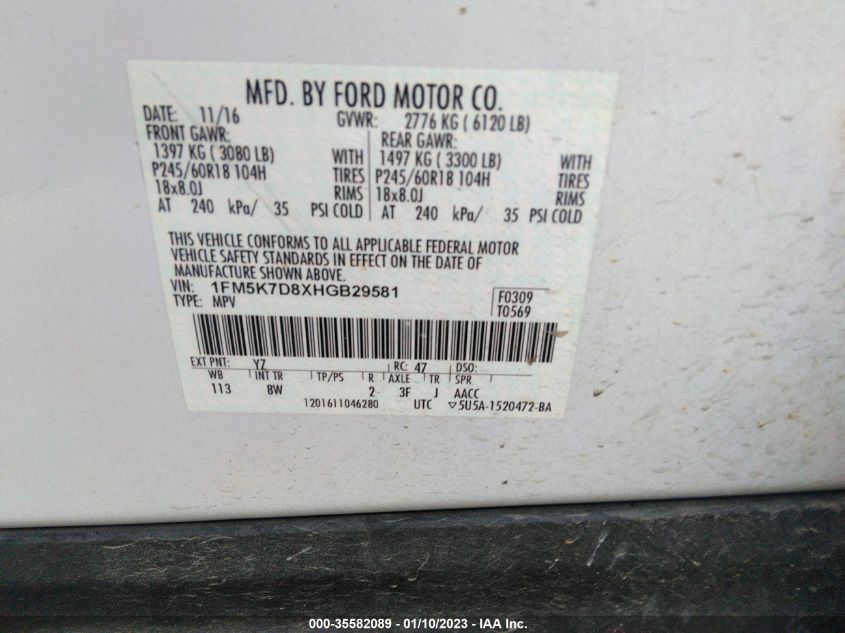 MFD. BY FORD MOTOR CO.
DATE: 11/16 GVWR: 2776 KG ( 6120 LB)
FRONT GAWR: REAR GAWR:
1397 KG ( 3080 LB) WITH 1497 KG ( 3300 LB) WITH
P245/60R18 104H TIRES P245/60R18 104H TIRES
18x8.0J RIMS 18x8.0J RIMS
AT 240 kPa/ 35 PSI COLD AT 240 kPa/ 35 PSI COLD
THIS VEHICLE CONFORMS TO ALL APPLICABLE FEDERAL MOTOR
VEHICLE SAFETY STANDARDS IN EFFECT ON THE DATE OF
MANUFACTURE SHOWN ABOVE.
VIN: 1FM5K7D8XHGB29581 F0309
TYPE: MPV T0569
EXT PNT: YZ RC: 47 DSO:
WB INT TR TP/PS R AXLE TR SPR
113 BW 2 3F J AACC
1201611046280 UTC ▽5U5A-1520472-BA
000-35582089 - 01/10/2023 - IAA Inc.